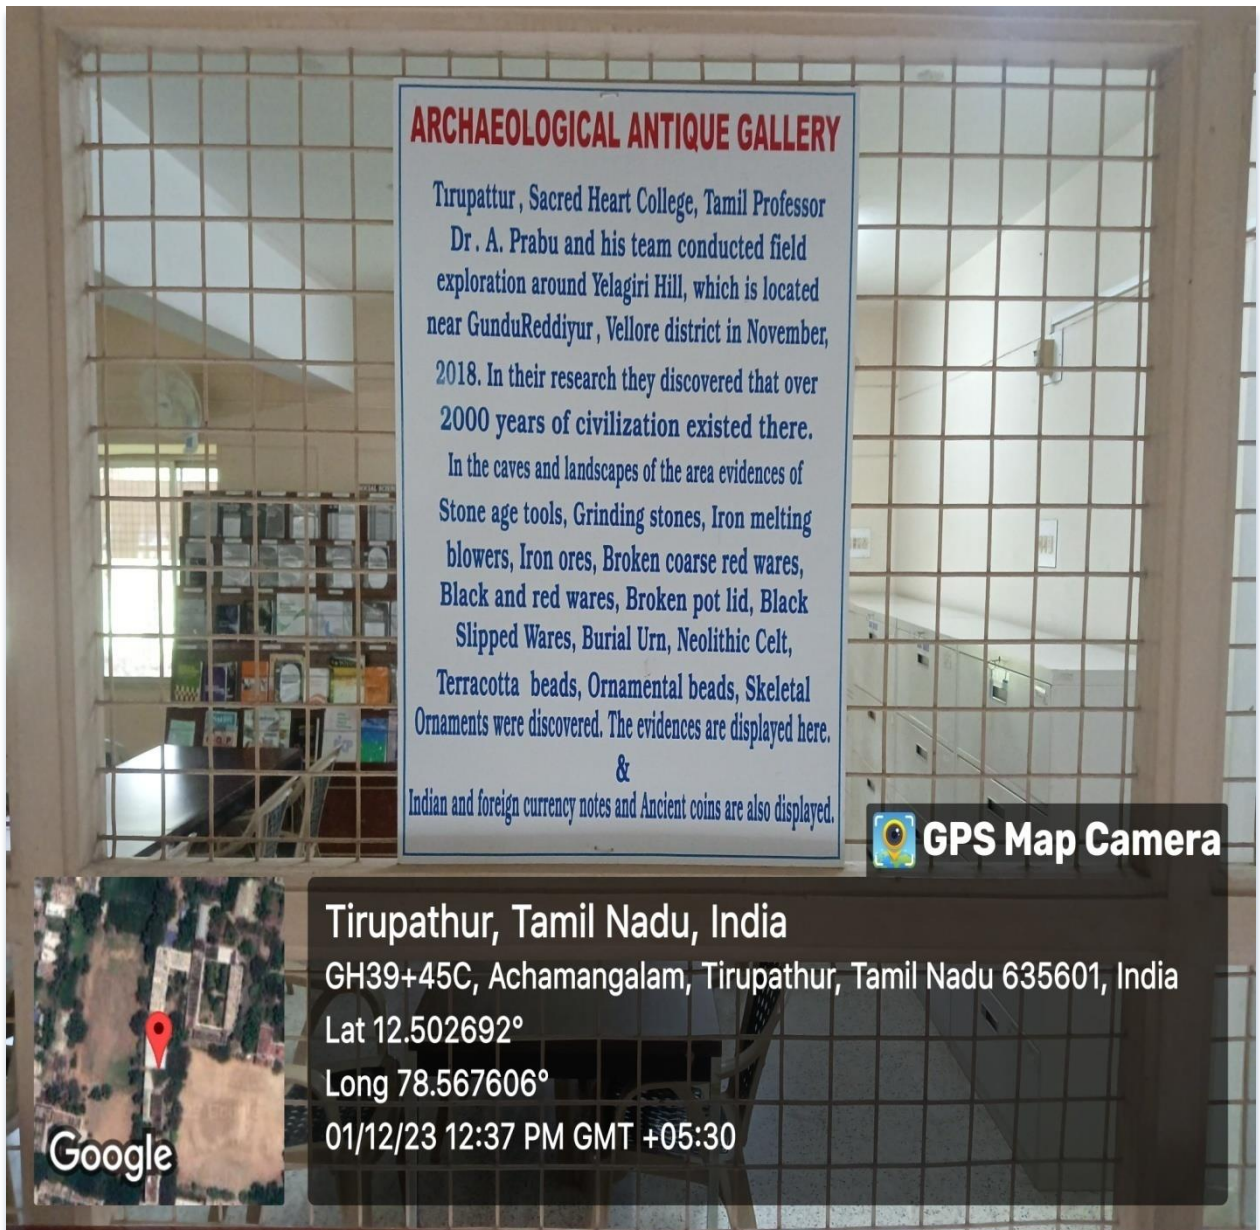 ARCHAEOLOGICAL ANTIQUE GALLERY
Tirupattur, Sacred Heart College, Tamil Professor
Dr. A. Prabu and his team conducted field
exploration around Yelagiri Hill, which is located
near GunduReddiyur, Vellore district in November,
2018. In their research they discovered that over
2000 years of civilization existed there.
In the caves and landscapes of the area evidences of
Stone age tools, Grinding stones, Iron melting
blowers, Iron ores, Broken coarse red wares,
Black and red wares, Broken pot lid, Black
Slipped Wares, Burial Urn, Neolithic Celt,
Terracotta beads, Ornamental beads, Skeletal
Ornaments were discovered. The evidences are displayed here.
&
Indian and foreign currency notes and Ancient coins are also displayed.
GPS Map Camera
Tirupathur, Tamil Nadu, India
GH39+45C, Achamangalam, Tirupathur, Tamil Nadu 635601, India
Lat 12.502692°
Long 78.567606°
01/12/23 12:37 PM GMT +05:30
Google